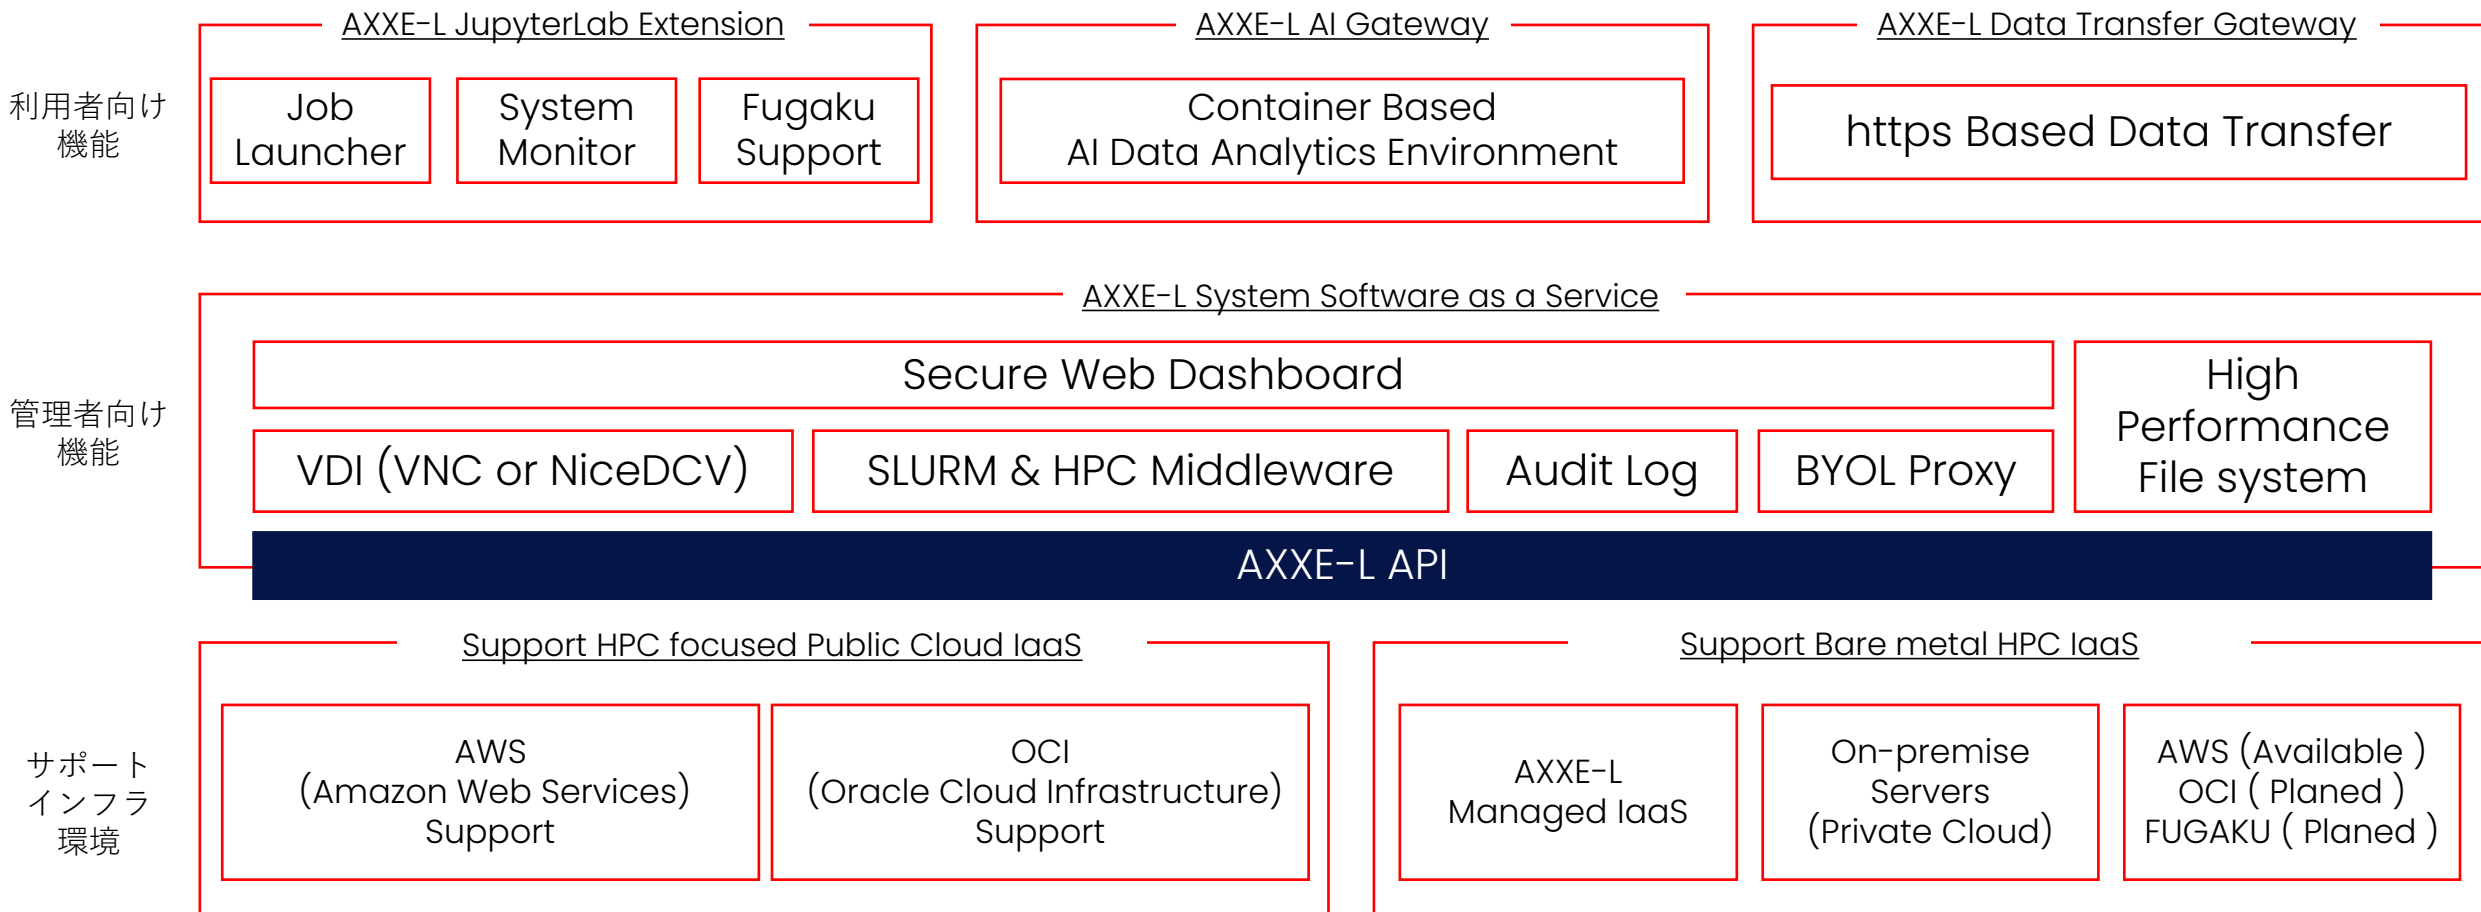 AXXE-L JupyterLab Extension
AXXE-L AI Gateway
AXXE-L Data Transfer Gateway
利用者向け
機能
Job
Launcher
System
Monitor
Fugaku
Support
Container Based
AI Data Analytics Environment
https Based Data Transfer
AXXE-L System Software as a Service
管理者向け
機能
Secure Web Dashboard
High
Performance
File system
VDI (VNC or NiceDCV)
SLURM & HPC Middleware
Audit Log
BYOL Proxy
AXXE-L API
Support HPC focused Public Cloud IaaS
Support Bare metal HPC IaaS
サポート
インフラ
環境
AWS
(Amazon Web Services)
Support
OCI
(Oracle Cloud Infrastructure)
Support
AXXE-L
Managed IaaS
On-premise
Servers
(Private Cloud)
AWS (Available )
OCI ( Planed )
FUGAKU ( Planed )